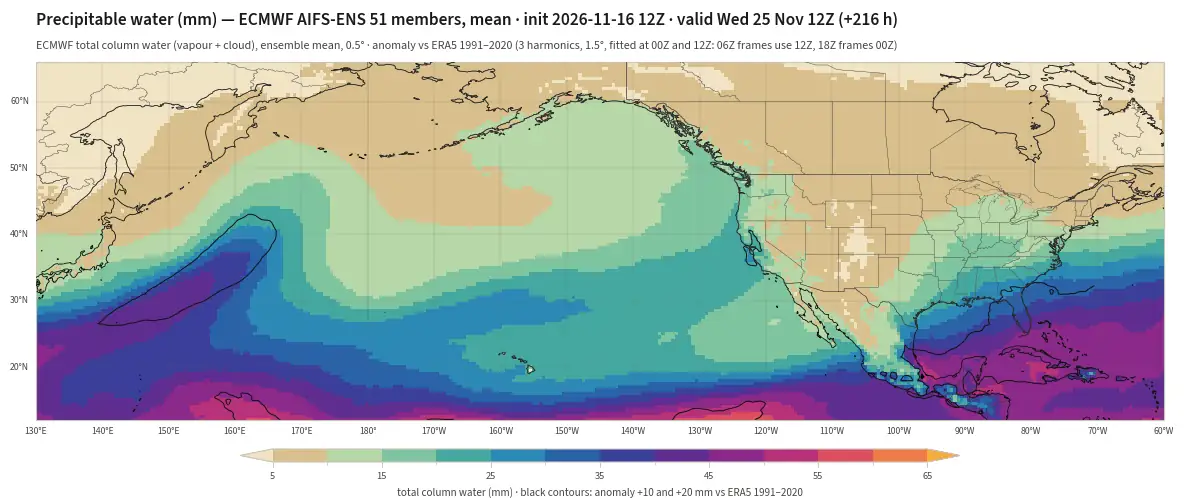 Precipitable water (mm) — ECMWF AIFS-ENS 51 members, mean · init 2026-11-16 12Z · valid Wed 25 Nov 12Z (+216 h)
ECMWF total column water (vapour + cloud), ensemble mean, 0.5° · anomaly vs ERA5 1991–2020 (3 harmonics, 1.5°, fitted at 00Z and 12Z: 06Z frames use 12Z, 18Z frames 00Z)
60°N
50°N
40°N
30°N
20°N
130°E 140°E 150°E 160°E 170°E 180° 170°W 160°W 150°W 140°W 130°W 120°W 110°W 100°W 90°W 80°W 70°W 60°W
5 15 25 35 45 55 65
total column water (mm) · black contours: anomaly +10 and +20 mm vs ERA5 1991–2020